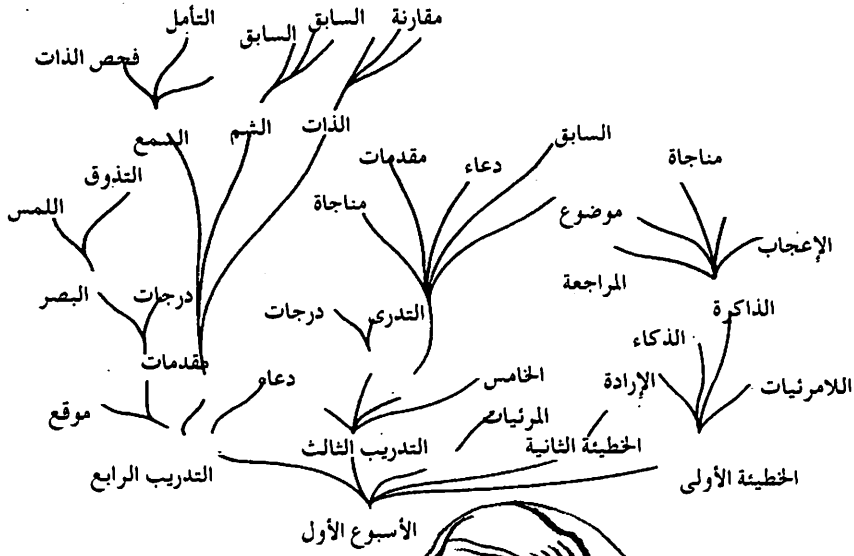 التأمل
السابق
السابق
مقارنة
فحص الذات
السمع
الشم
الذات
السابق
مقدمات
دعاء
مناجاة
التذوق
اللمس
مناجاة
موضوع
الإعجاب
المراجعة
البصر
درجات
درجات
التدرى
الذاكرة
الذكاء
مقدمات
دعاء
الخامس
الإرادة
اللامرئيات
موقع
المرئيات
التدريب الثالث
الخطيئة الثانية
التدريب الرابع
الخطيئة الأولى
الأسبوع الأول